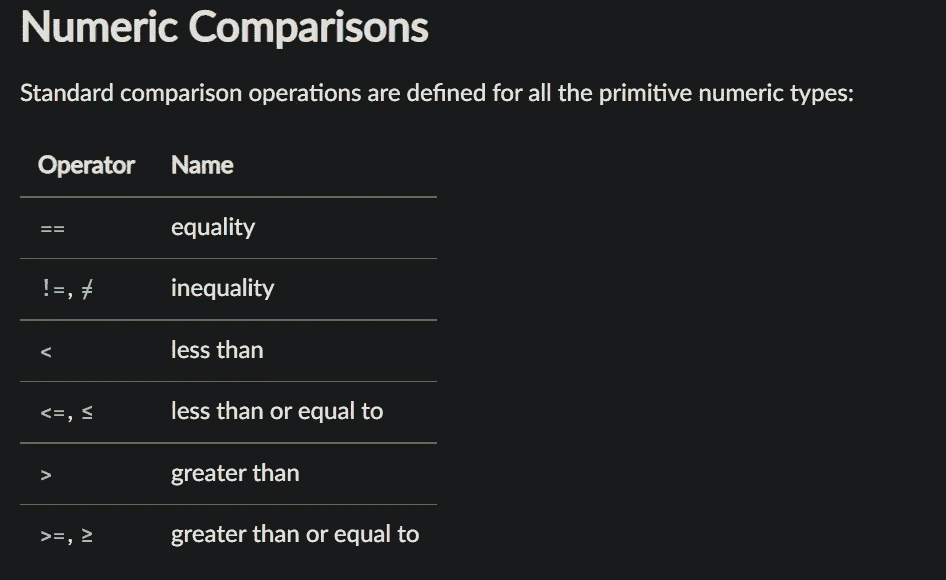 Numeric Comparisons
Standard comparison operations are defined for all the primitive numeric types:
Operator Name
== equality
!=, ≠ inequality
< less than
<=, ≤ less than or equal to
> greater than
>=, ≥ greater than or equal to